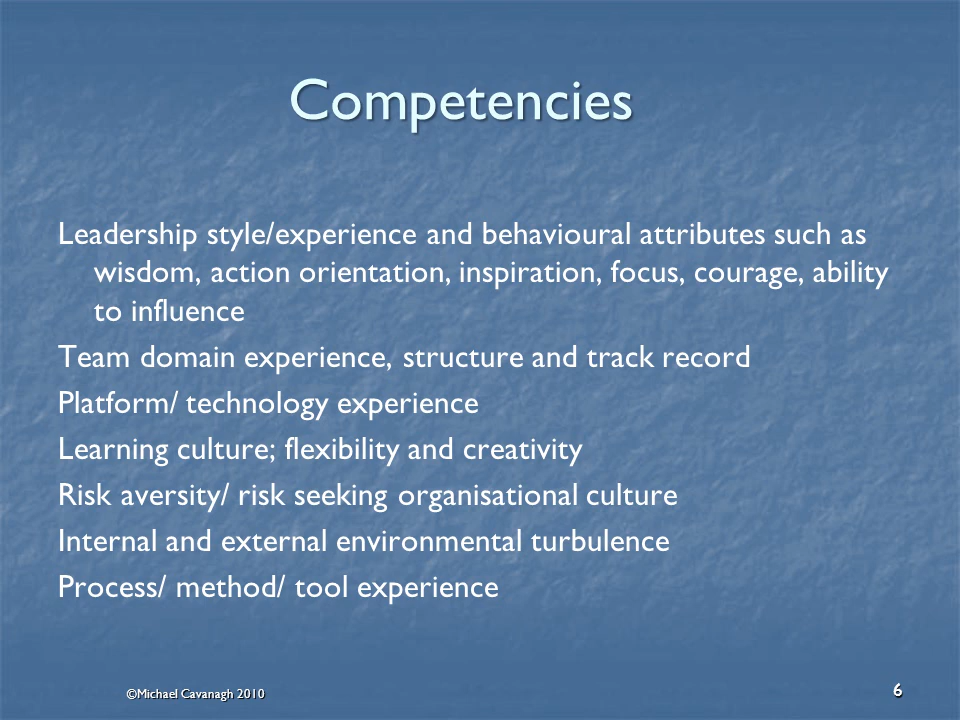 Competencies
Leadership style/experience and behavioural attributes such as
wisdom, action orientation, inspiration, focus, courage, ability
to influence
Team domain experience, structure and track record
Platform/ technology experience
Learning culture; flexibility and creativity
Risk aversity/ risk seeking organisational culture
Internal and external environmental turbulence
Process/ method/ tool experience
©Michael Cavanagh 2010
6